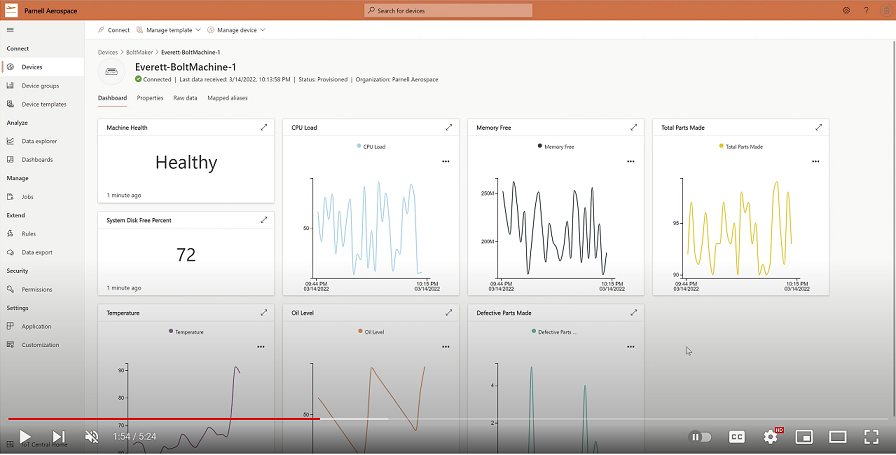 Parnell Aerospace
Search for devices
?
Connect
Manage template
Manage device
Connect
Devices
Device groups
Device templates
Analyze
Data explorer
Dashboards
Manage
Jobs
Extend
Rules
Data export
Security
Permissions
Settings
Application
Customization
IoT Central Home
Devices > BoltMaker > Everett-BoltMachine-1
Everett-BoltMachine-1
Connected | Last data received: 3/14/2022, 10:13:58 PM | Status: Provisioned | Organization: Parnell Aerospace
Dashboard Properties Raw data Mapped aliases
Machine Health
Healthy
1 minute ago
System Disk Free Percent
72
1 minute ago
CPU Load
CPU Load
50
09:44 PM 10:15 PM
03/14/2022 03/14/2022
Memory Free
Memory Free
250M
200M
09:44 PM 10:15 PM
03/14/2022 03/14/2022
Total Parts Made
Total Parts Made
95
90
09:44 PM 10:15 PM
03/14/2022 03/14/2022
Temperature
Temperature
90
80
70
60
Oil Level
Oil Level
50
Defective Parts Made
Defective Parts ...
4
2
1:54 / 5:24
CC
HD